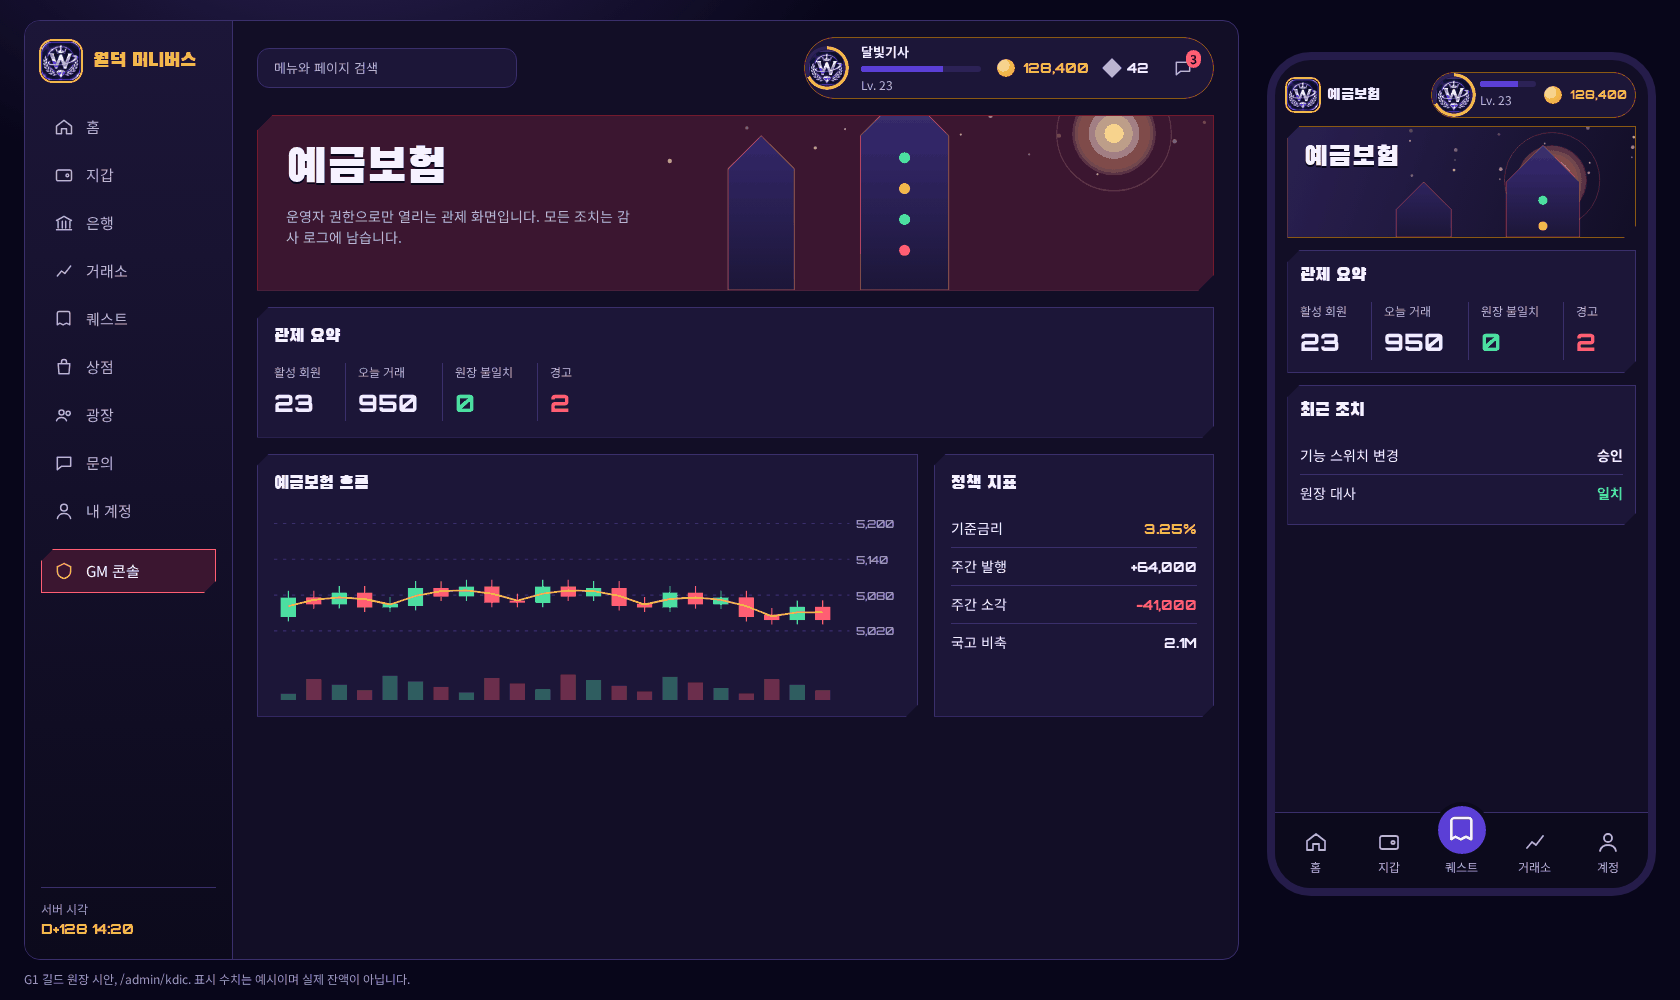 원덕 머니버스
홈
지갑
은행
거래소
퀘스트
상점
광장
문의
내 계정
GM 콘솔
서버 시각
D+128 14:20
메뉴와 페이지 검색
달빛기사
Lv. 23
128,400
42
3
예금보험
운영자 권한으로만 열리는 관제 화면입니다. 모든 조치는 감
사 로그에 남습니다.
관제 요약
활성 회원
23
오늘 거래
950
원장 불일치
0
경고
2
예금보험 흐름
5,200
5,140
5,080
5,020
정책 지표
기준금리 3.25%
주간 발행 +64,000
주간 소각 -41,000
국고 비축 2.1M
예금보험
Lv. 23
128,400
예금보험
관제 요약
활성 회원
23
오늘 거래
950
원장 불일치
0
경고
2
최근 조치
기능 스위치 변경 승인
원장 대사 일치
홈
지갑
퀘스트
거래소
계정
G1 길드 원장 시안, /admin/kdic. 표시 수치는 예시이며 실제 잔액이 아닙니다.